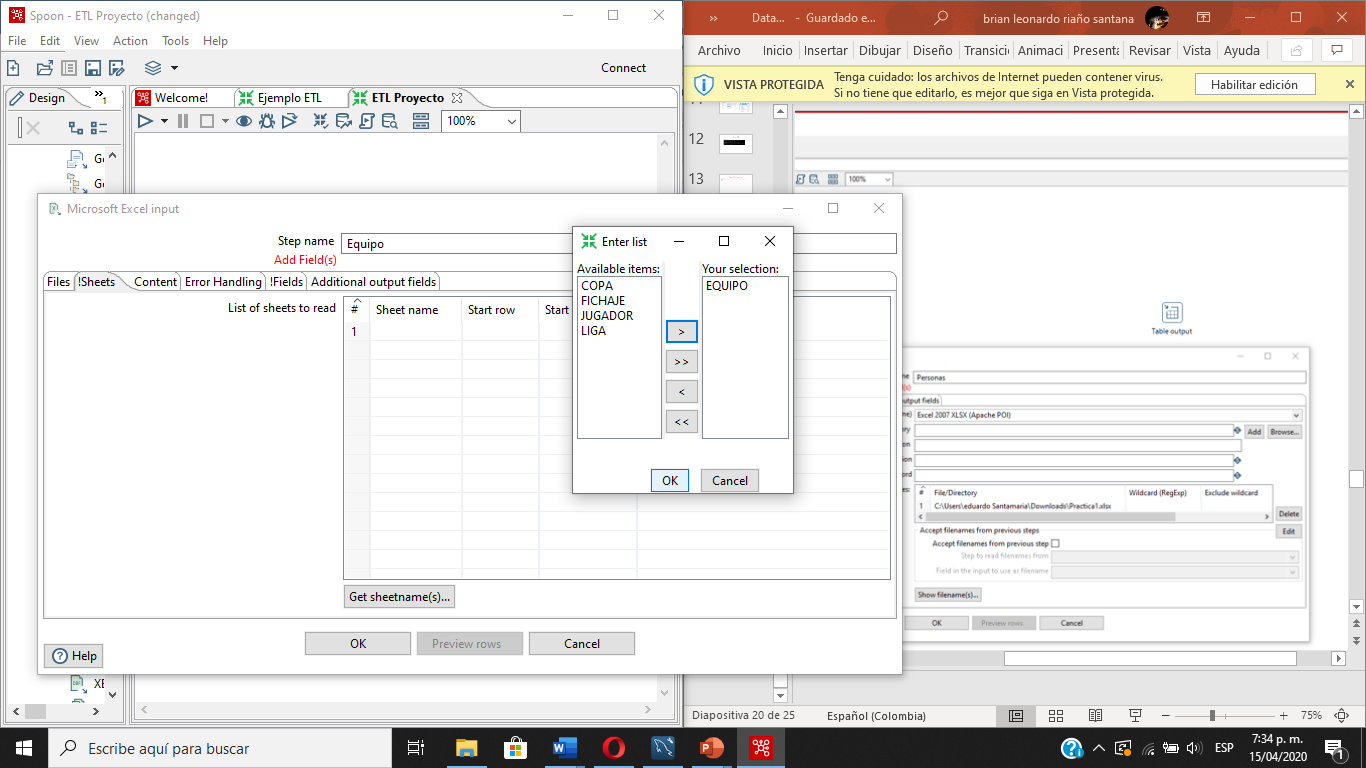 Spoon - ETL Proyecto (changed)
File Edit View Action Tools Help
Connect
Design
1
Welcome!
Ejemplo ETL
ETL Proyecto
100%
Microsoft Excel input
Step name
Equipo
Add Field(s)
Files
!Sheets
Content
Error Handling
!Fields
Additional output fields
List of sheets to read
# Sheet name Start row Start
1
Get sheetname(s)...
OK
Preview rows
Cancel
Help
Enter list
Available items:
COPA
FICHAJE
JUGADOR
LIGA
>
>>
<
<<
Your selection:
EQUIPO
OK
Cancel
Data... - Guardado e...
brian leonardo riaño santana
Archivo Inicio Insertar Dibujar Diseño Transici Animaci Presenta Revisar Vista Ayuda
VISTA PROTEGIDA
Tenga cuidado: los archivos de Internet pueden contener virus.
Si no tiene que editarlo, es mejor que siga en Vista protegida.
Habilitar edición
12
13
100%
Table output
Personas
output fields
Excel 2007 XLSX (Apache POI)
Add
Browse...
# File/Directory Wildcard (RegExp) Exclude wildcard
1 C:\Users\eduardo Santamaria\Downloads\Practica1.xlsx
Delete
Edit
Accept filenames from previous steps
Accept filenames from previous step
Step to read filenames from
Field in the input to use as filename
Show filename(s)...
OK
Preview rows
Cancel
Diapositiva 20 de 25
Español (Colombia)
75%
Escribe aquí para buscar
ESP
7:34 p. m.
15/04/2020
1